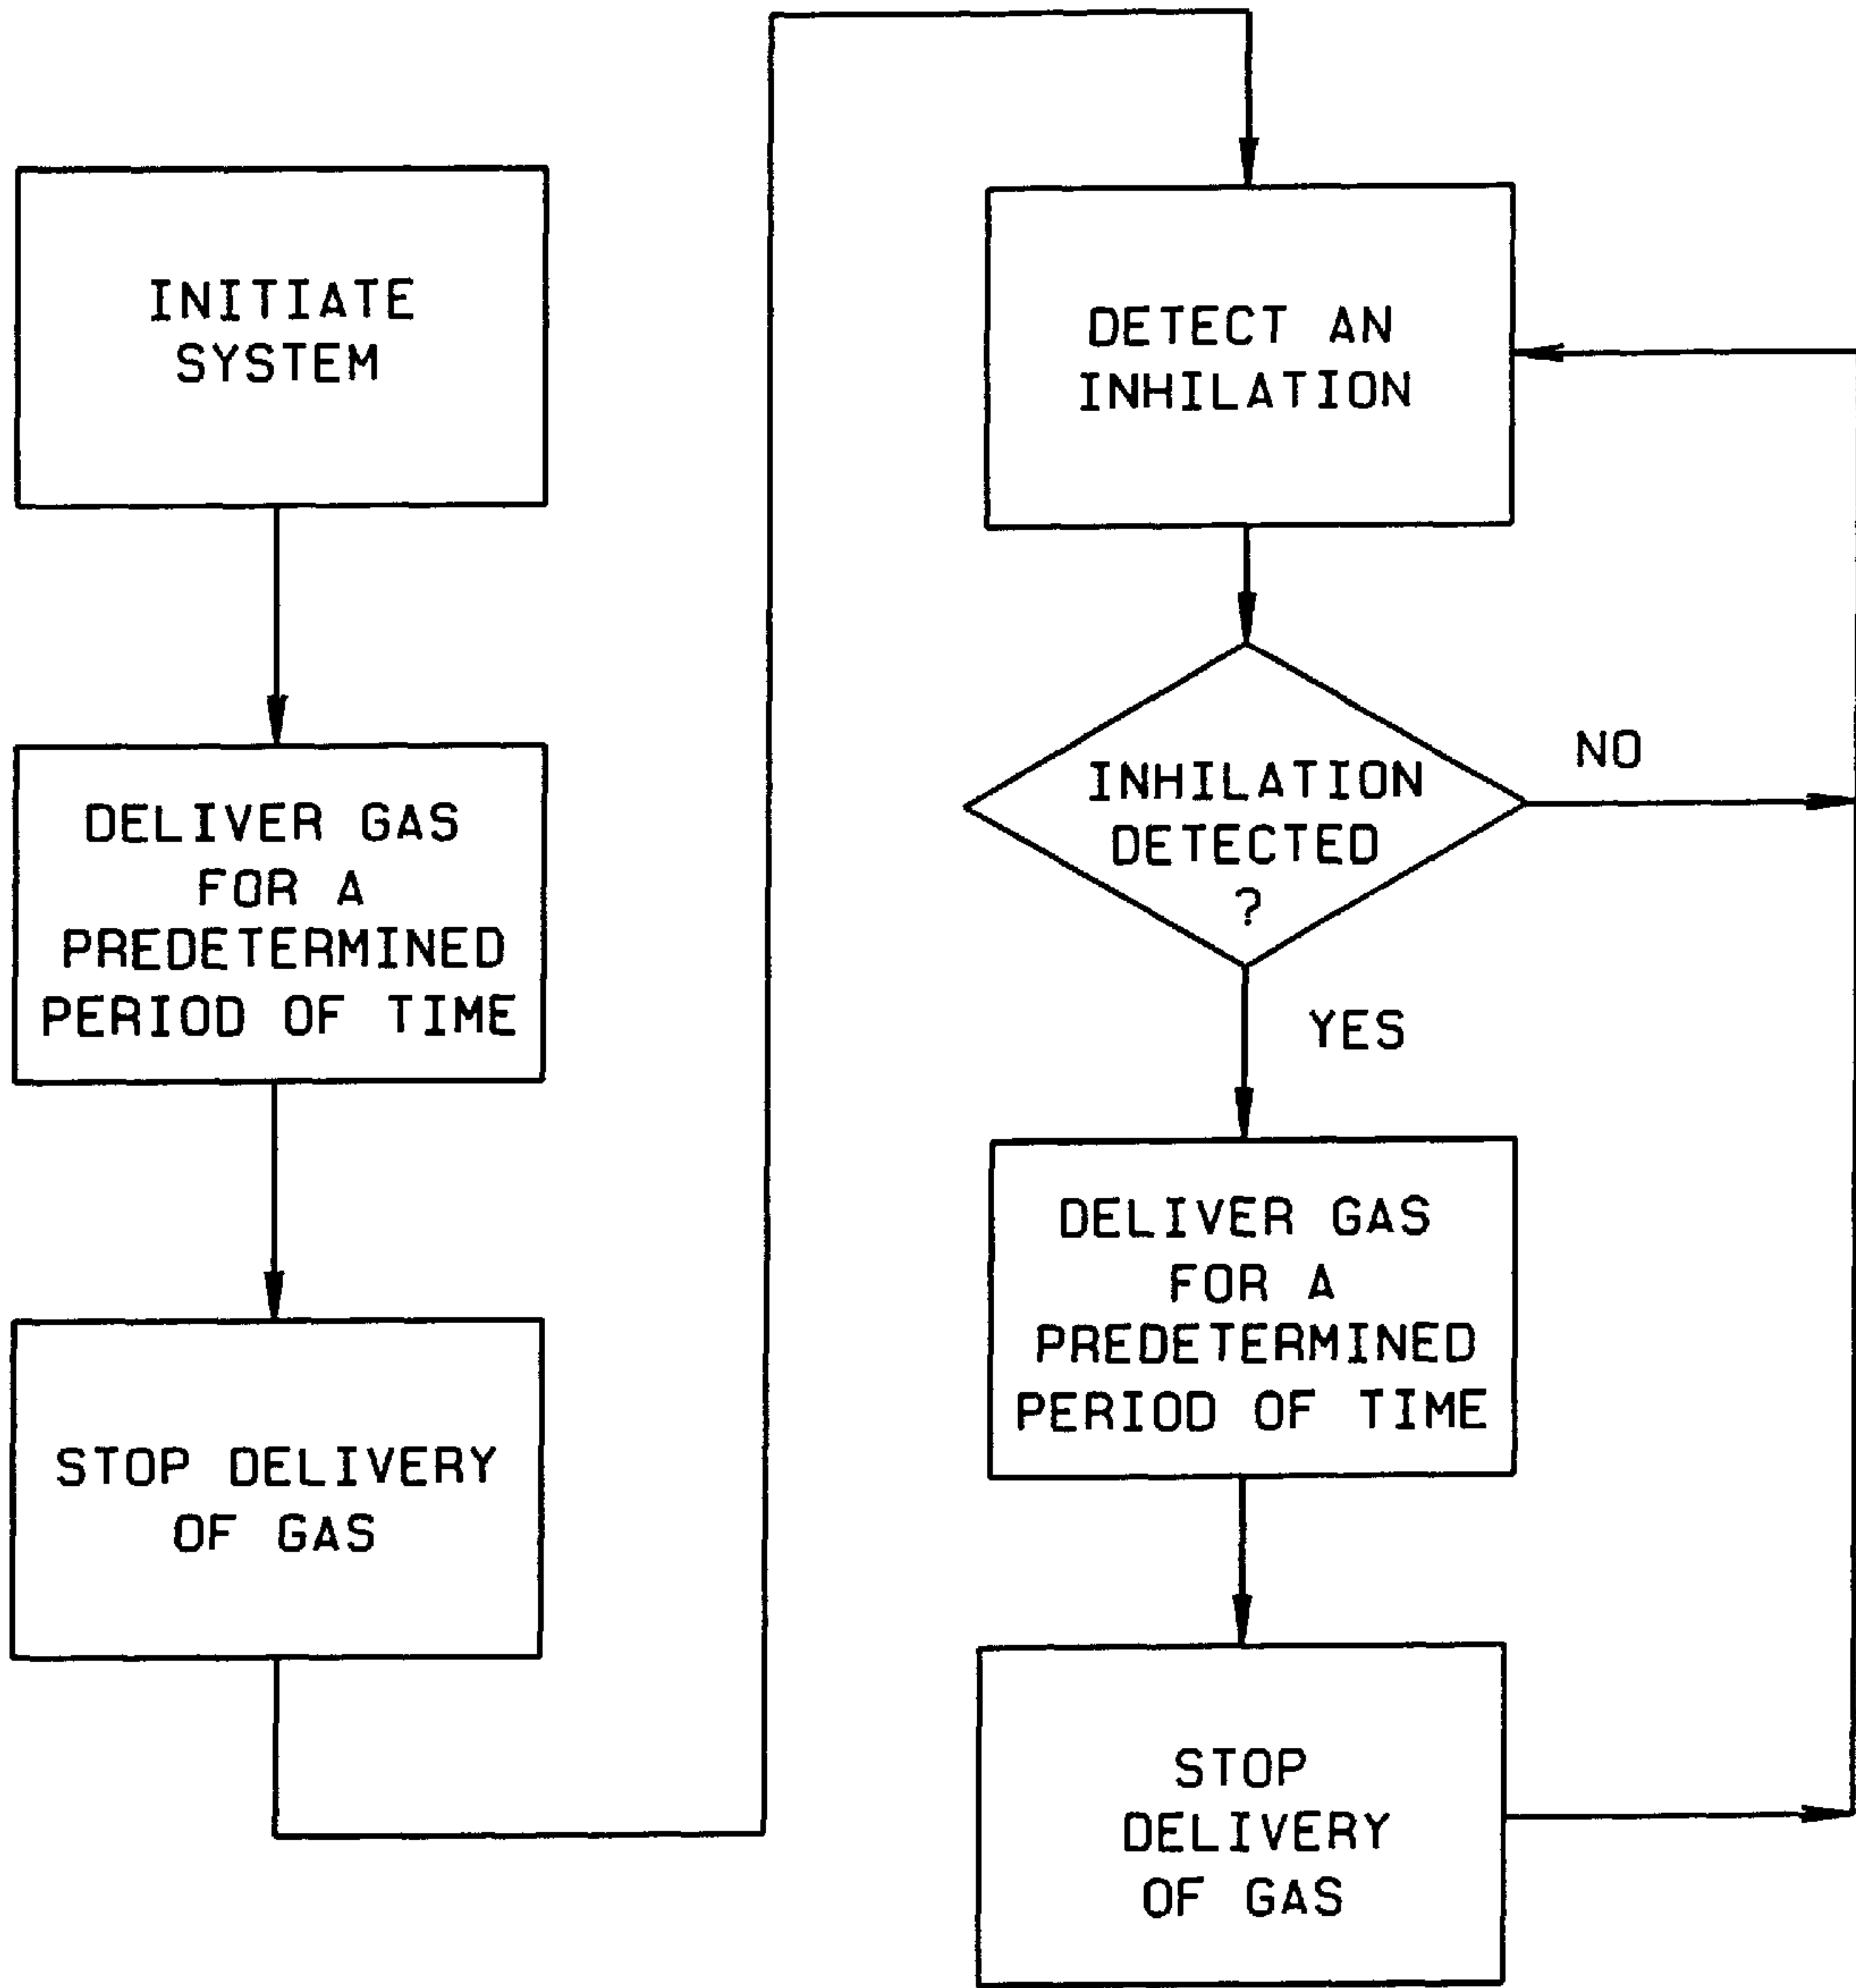 INITIATE
SYSTEM
DELIVER GAS
FOR A
PREDETERMINED
PERIOD OF TIME
STOP DELIVERY
OF GAS
DETECT AN
INHILATION
INHILATION
DETECTED
?
NO
YES
DELIVER GAS
FOR A
PREDETERMINED
PERIOD OF TIME
STOP
DELIVERY
OF GAS